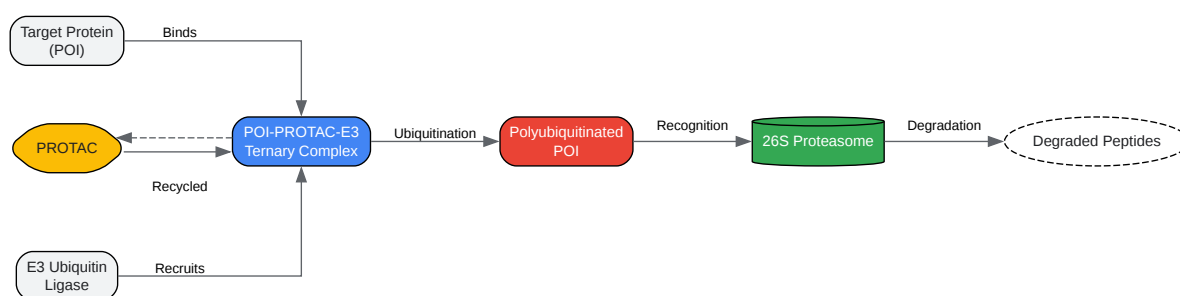 Target Protein
(POI)
Binds
PROTAC
Recycled
E3 Ubiquitin
Ligase
Recruits
POI-PROTAC-E3
Ternary Complex
Ubiquitination
Polyubiquitinated
POI
Recognition
26S Proteasome
Degradation
Degraded Peptides